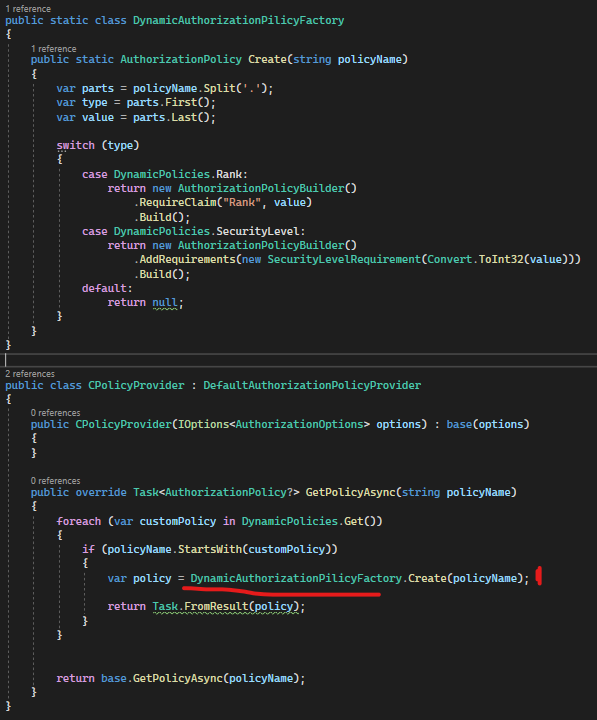 1 reference
public static class DynamicAuthorizationPilicyFactory
{
1 reference
public static AuthorizationPolicy Create(string policyName)
{
var parts = policyName.Split('.');
var type = parts.First();
var value = parts.Last();
switch (type)
{
case DynamicPolicies.Rank:
return new AuthorizationPolicyBuilder()
.RequireClaim("Rank", value)
.Build();
case DynamicPolicies.SecurityLevel:
return new AuthorizationPolicyBuilder()
.AddRequirements(new SecurityLevelRequirement(Convert.ToInt32(value)))
.Build();
default:
return null;
}
}
}
2 references
public class CPolicyProvider : DefaultAuthorizationPolicyProvider
{
0 references
public CPolicyProvider(IOptions<AuthorizationOptions> options) : base(options)
{
}
0 references
public override Task<AuthorizationPolicy?> GetPolicyAsync(string policyName)
{
foreach (var customPolicy in DynamicPolicies.Get())
{
if (policyName.StartsWith(customPolicy))
{
var policy = DynamicAuthorizationPilicyFactory.Create(policyName);
return Task.FromResult(policy);
}
}
return base.GetPolicyAsync(policyName);
}
}